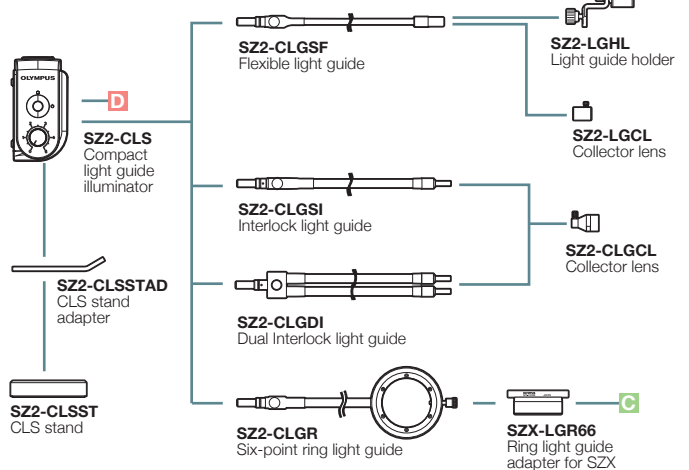 SZ2-CLGSF
Flexible light guide
SZ2-LGHL
Light guide holder
OLYMPUS
D
SZ2-CLS
Compact
light guide
illuminator
SZ2-LGCL
Collector lens
SZ2-CLGSI
Interlock light guide
SZ2-CLGCL
Collector lens
SZ2-CLSSTAD
CLS stand
adapter
SZ2-CLGDI
Dual Interlock light guide
SZ2-CLSST
CLS stand
SZ2-CLGR
Six-point ring light guide
SZX-LGR66
Ring light guide
adapter for SZX
C